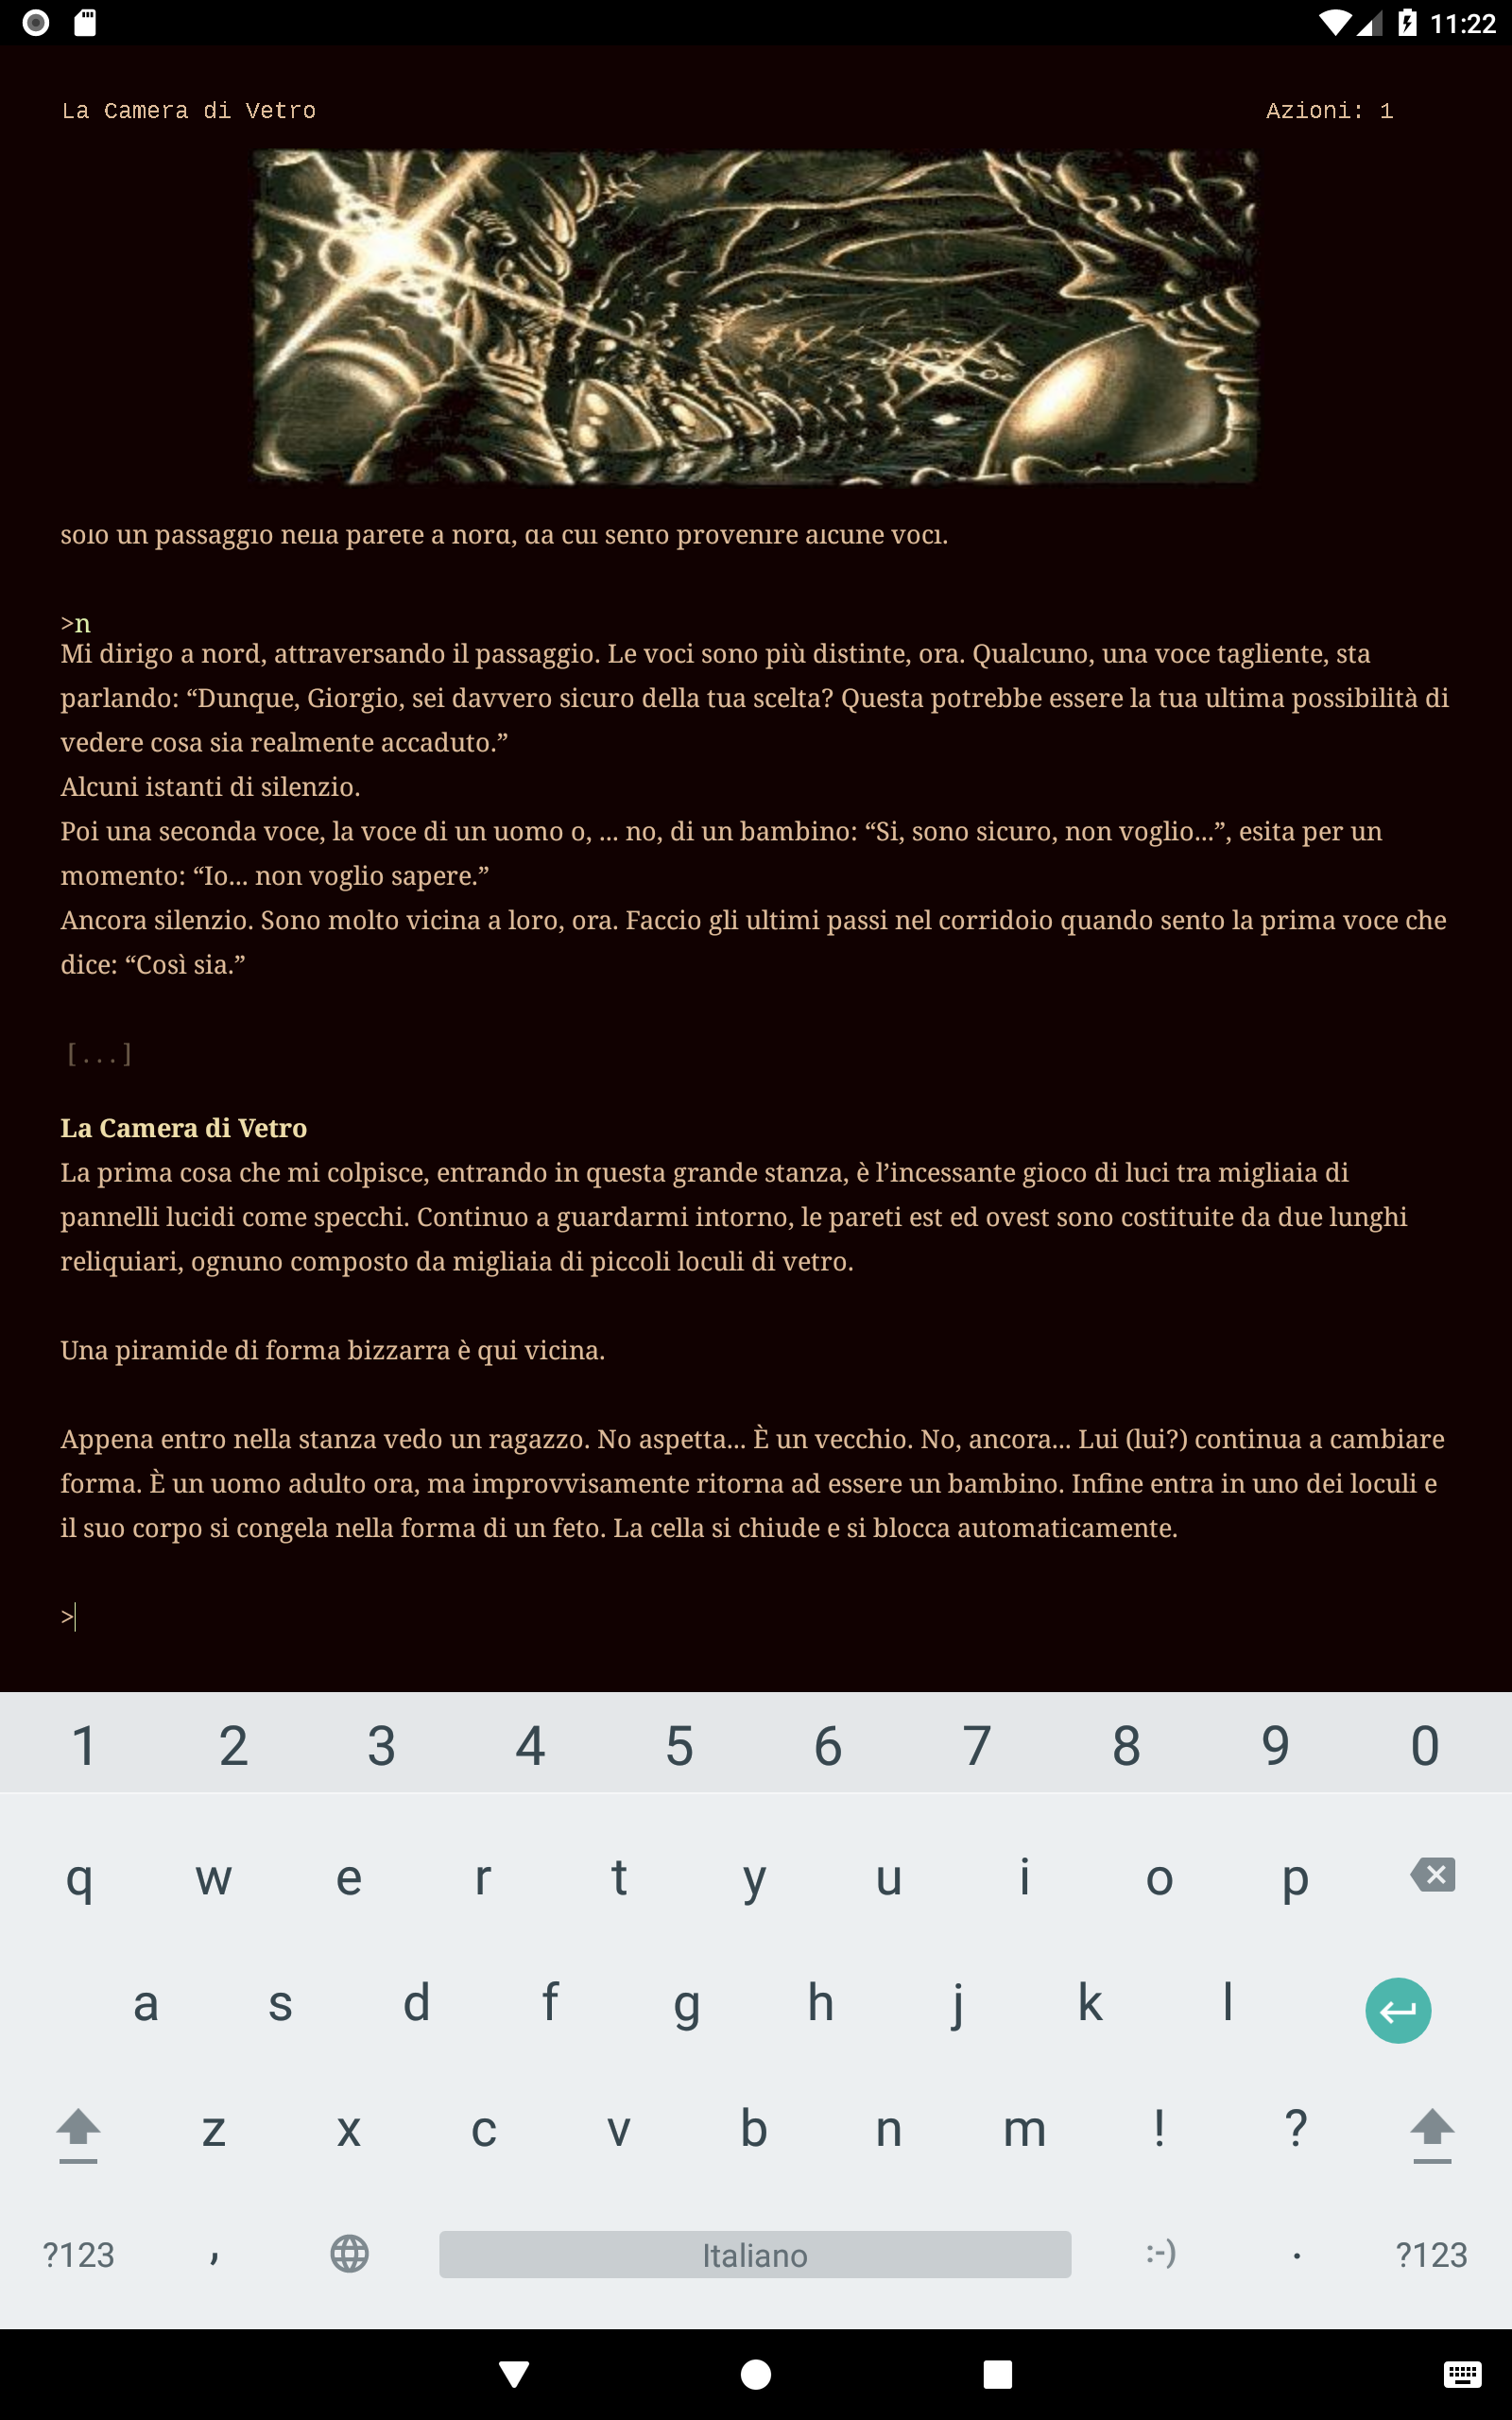 11:22
La Camera di Vetro Azioni: 1
solo un passaggio nella parete a nord, da cui sento provenire alcune voci.
>n
Mi dirigo a nord, attraversando il passaggio. Le voci sono più distinte, ora. Qualcuno, una voce tagliente, sta
parlando: “Dunque, Giorgio, sei davvero sicuro della tua scelta? Questa potrebbe essere la tua ultima possibilità di
vedere cosa sia realmente accaduto.”
Alcuni istanti di silenzio.
Poi una seconda voce, la voce di un uomo o, ... no, di un bambino: “Si, sono sicuro, non voglio...”, esita per un
momento: “Io... non voglio sapere.”
Ancora silenzio. Sono molto vicina a loro, ora. Faccio gli ultimi passi nel corridoio quando sento la prima voce che
dice: “Così sia.”
[...]
La Camera di Vetro
La prima cosa che mi colpisce, entrando in questa grande stanza, è l’incessante gioco di luci tra migliaia di
pannelli lucidi come specchi. Continuo a guardarmi intorno, le pareti est ed ovest sono costituite da due lunghi
reliquiari, ognuno composto da migliaia di piccoli loculi di vetro.
Una piramide di forma bizzarra è qui vicina.
Appena entro nella stanza vedo un ragazzo. No aspetta... È un vecchio. No, ancora... Lui (lui?) continua a cambiare
forma. È un uomo adulto ora, ma improvvisamente ritorna ad essere un bambino. Infine entra in uno dei loculi e
il suo corpo si congela nella forma di un feto. La cella si chiude e si blocca automaticamente.
>
1 2 3 4 5 6 7 8 9 0
q w e r t y u i o p
a s d f g h j k l
z x c v b n m ! ?
?123 , Italiano :-) . ?123